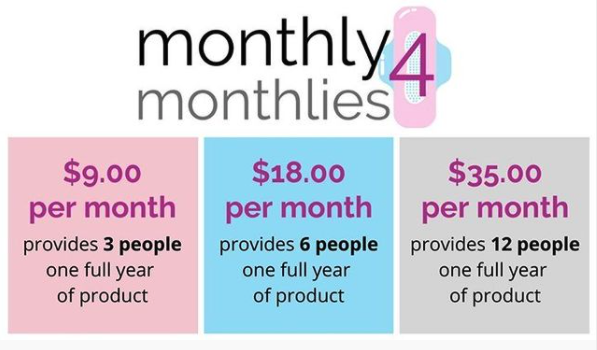 monthly 4
monthlies
$9.00
per month
provides 3 people
one full year
of product
$18.00
per month
provides 6 people
one full year
of product
$35.00
per month
provides 12 people
one full year
of product